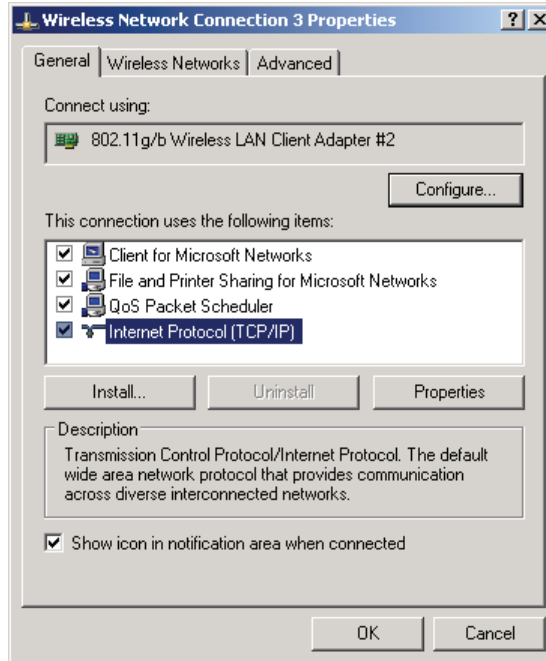 Wireless Network Connection 3 Properties
General
Wireless Networks
Advanced
Connect using:
802.11g/b Wireless LAN Client Adapter #2
Configure...
This connection uses the following items:
Client for Microsoft Networks
File and Printer Sharing for Microsoft Networks
QoS Packet Scheduler
Internet Protocol (TCP/IP)
Install...
Uninstall
Properties
Description
Transmission Control Protocol/Internet Protocol. The default
wide area network protocol that provides communication
across diverse interconnected networks.
Show icon in notification area when connected
OK
Cancel